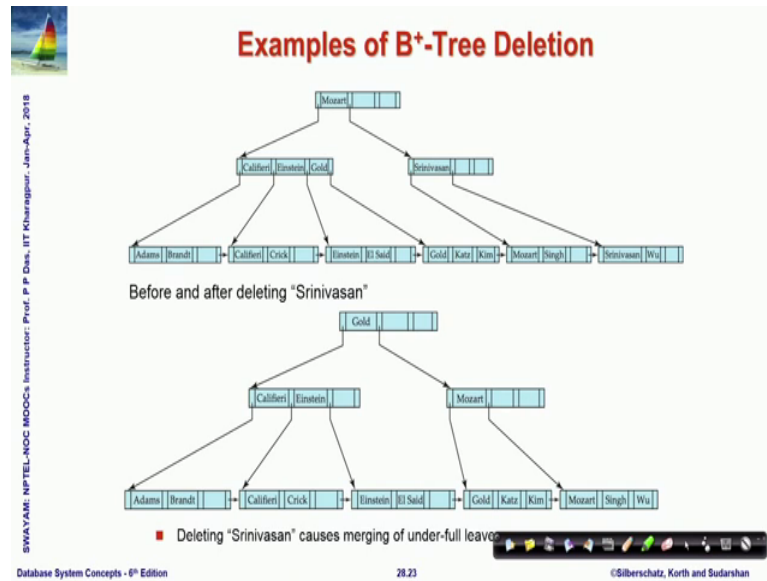 Examples of B+-Tree Deletion
SWAYAM: NPTEL-NOC MOOCs Instructor: Prof. P P Das, IIT Kharagpur. Jan-Apr, 2018
Mozart
Califieri Einstein Gold
Srinivasan
Adams Brandt
Califieri Crick
Einstein El Said
Gold Katz Kim
Mozart Singh
Srinivasan Wu
Before and after deleting “Srinivasan”
Gold
Califieri Einstein
Mozart
Adams Brandt
Califieri Crick
Einstein El Said
Gold Katz Kim
Mozart Singh Wu
Deleting “Srinivasan” causes merging of under-full leave
Database System Concepts - 6th Edition
28.23
©Silberschatz, Korth and Sudarshan